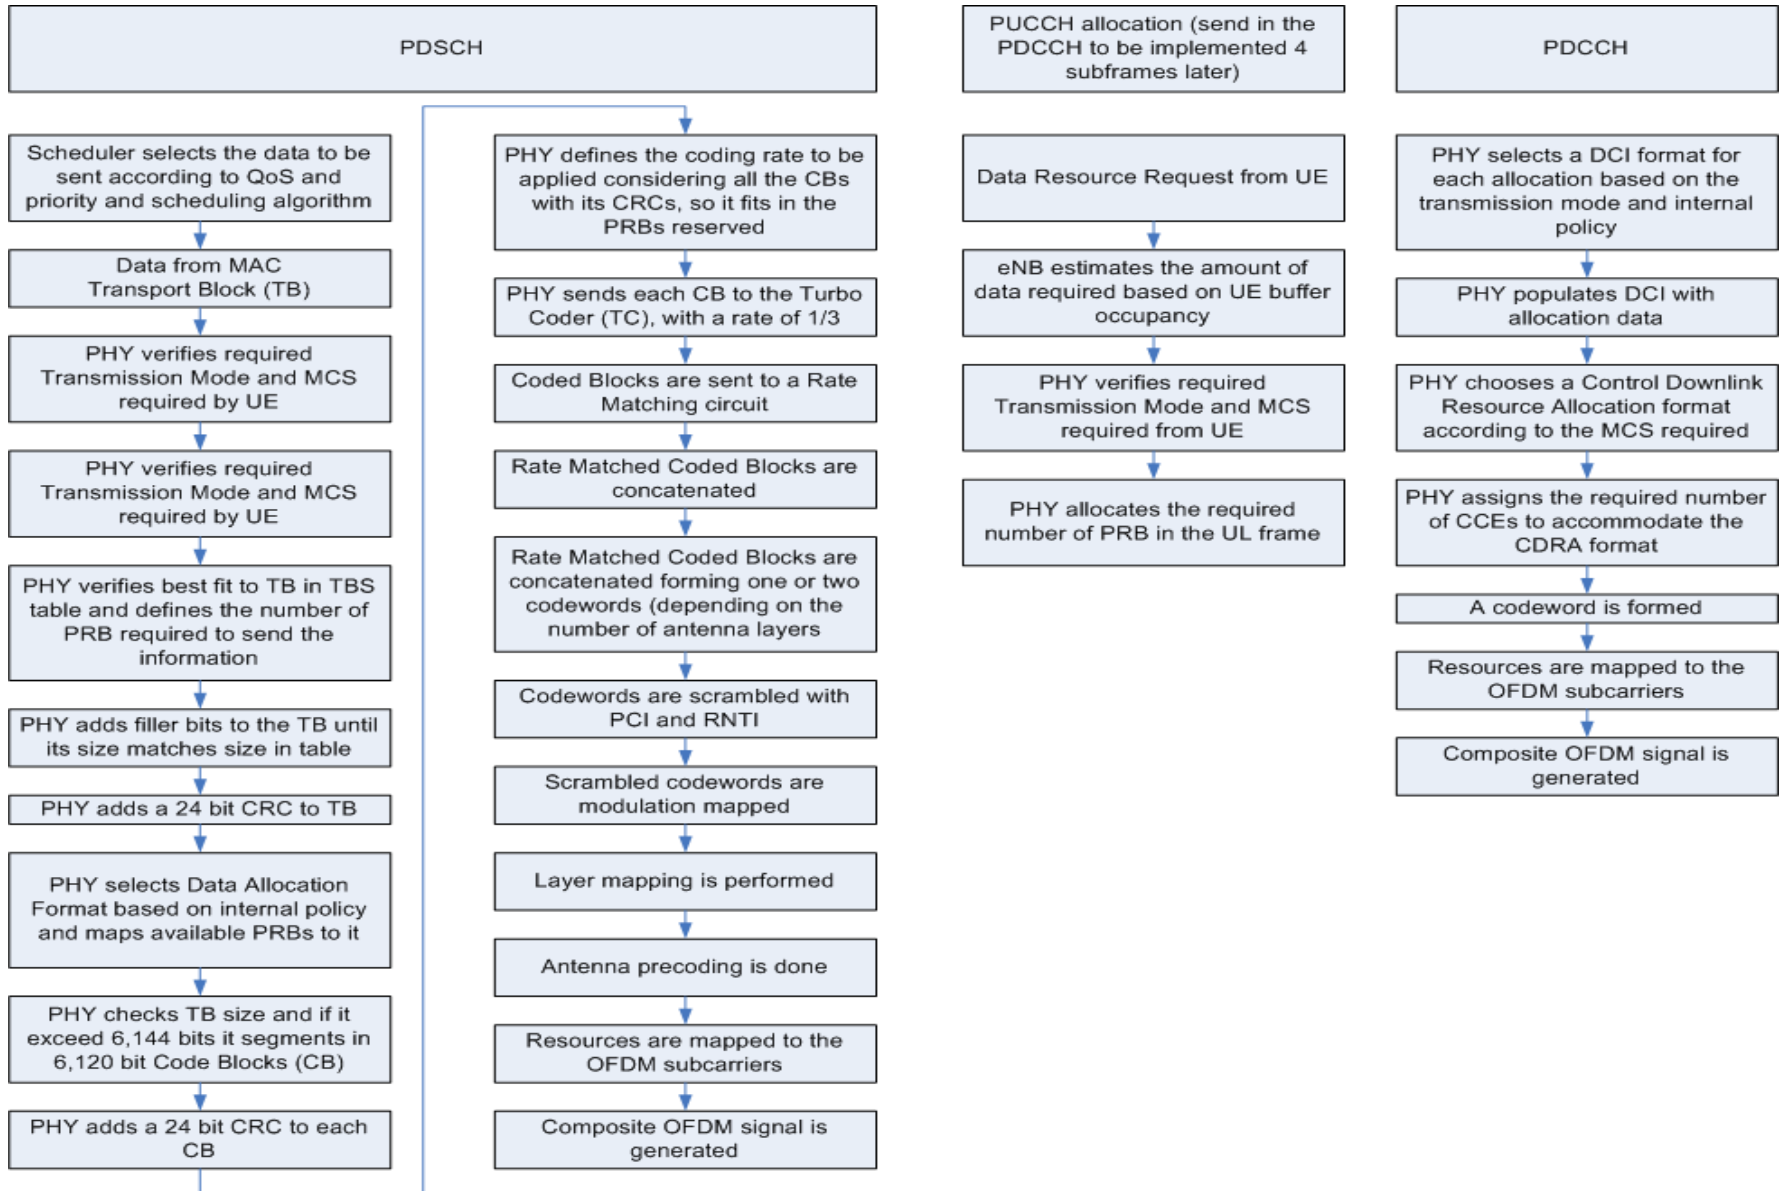 PDSCH
Scheduler selects the data to be
sent according to QoS and
priority and scheduling algorithm
Data from MAC
Transport Block (TB)
PHY verifies required
Transmission Mode and MCS
required by UE
PHY verifies required
Transmission Mode and MCS
required by UE
PHY verifies best fit to TB in TBS
table and defines the number of
PRB required to send the
information
PHY adds filler bits to the TB until
its size matches size in table
PHY adds a 24 bit CRC to TB
PHY selects Data Allocation
Format based on internal policy
and maps available PRBs to it
PHY checks TB size and if it
exceed 6,144 bits it segments in
6,120 bit Code Blocks (CB)
PHY adds a 24 bit CRC to each
CB
PHY defines the coding rate to be
applied considering all the CBs
with its CRCs, so it fits in the
PRBs reserved
PHY sends each CB to the Turbo
Coder (TC), with a rate of 1/3
Coded Blocks are sent to a Rate
Matching circuit
Rate Matched Coded Blocks are
concatenated
Rate Matched Coded Blocks are
concatenated forming one or two
codewords (depending on the
number of antenna layers
Codewords are scrambled with
PCI and RNTI
Scrambled codewords are
modulation mapped
Layer mapping is performed
Antenna precoding is done
Resources are mapped to the
OFDM subcarriers
Composite OFDM signal is
generated
PUCCH allocation (send in the
PDCCH to be implemented 4
subframes later)
Data Resource Request from UE
eNB estimates the amount of
data required based on UE buffer
occupancy
PHY verifies required
Transmission Mode and MCS
required from UE
PHY allocates the required
number of PRB in the UL frame
PDCCH
PHY selects a DCI format for
each allocation based on the
transmission mode and internal
policy
PHY populates DCI with
allocation data
PHY chooses a Control Downlink
Resource Allocation format
according to the MCS required
PHY assigns the required number
of CCEs to accommodate the
CDRA format
A codeword is formed
Resources are mapped to the
OFDM subcarriers
Composite OFDM signal is
generated